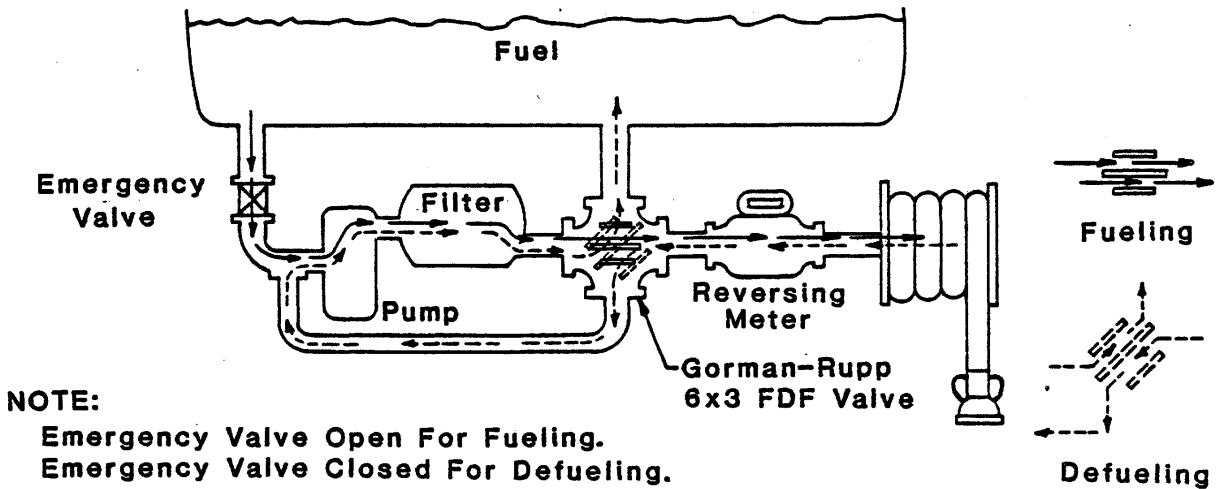 Fuel
Emergency
Valve
Filter
Pump
Reversing
Meter
Gorman-Rupp
6x3 FDF Valve
Fueling
Defueling
NOTE:
Emergency Valve Open For Fueling.
Emergency Valve Closed For Defueling.